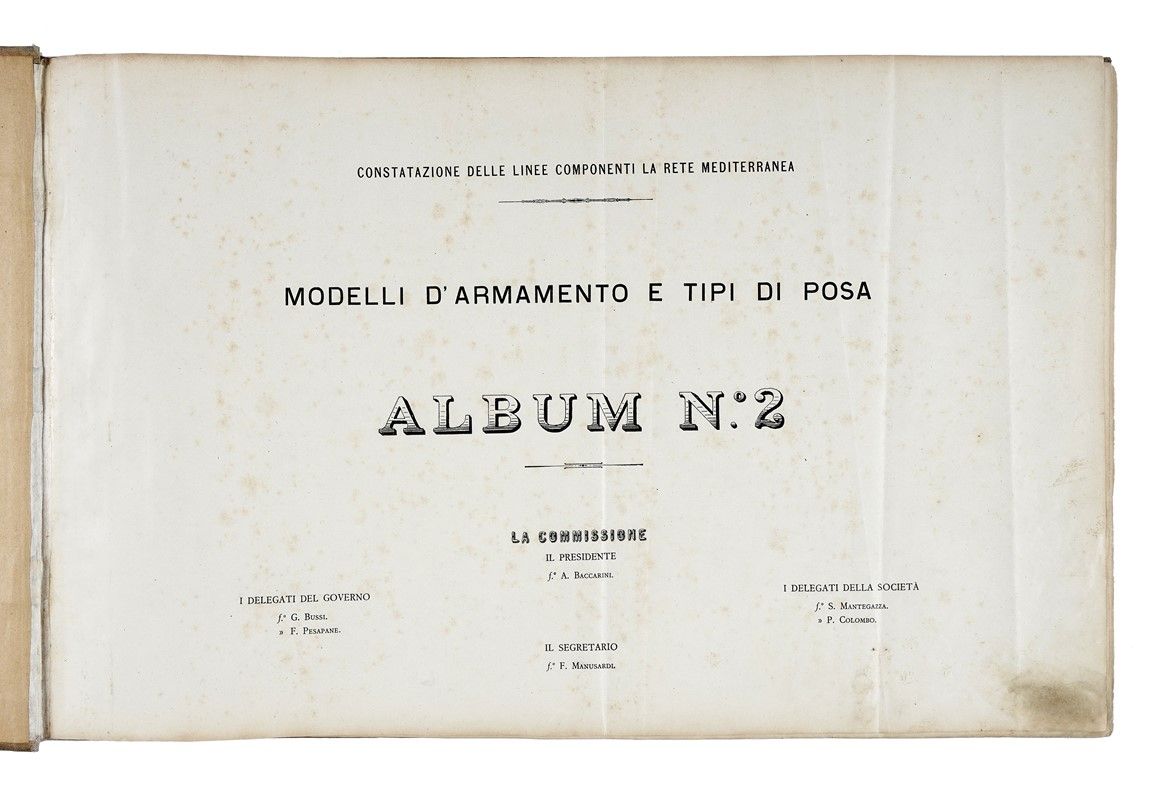 CONSTATAZIONE DELLE LINEE COMPONENTI LA RETE MEDITERRANEA
MODELLI D'ARMAMENTO E TIPI DI POSA
ALBUM N.º 2
LA COMMISSIONE
IL PRESIDENTE
f.º A. BACCARINI.
I DELEGATI DEL GOVERNO
f.º G. BUSSI.
» F. PESAPANE.
I DELEGATI DELLA SOCIETÀ
f.º S. MANTEGAZZA.
» P. COLOMBO.
IL SEGRETARIO
f.º F. MANUSARDI.